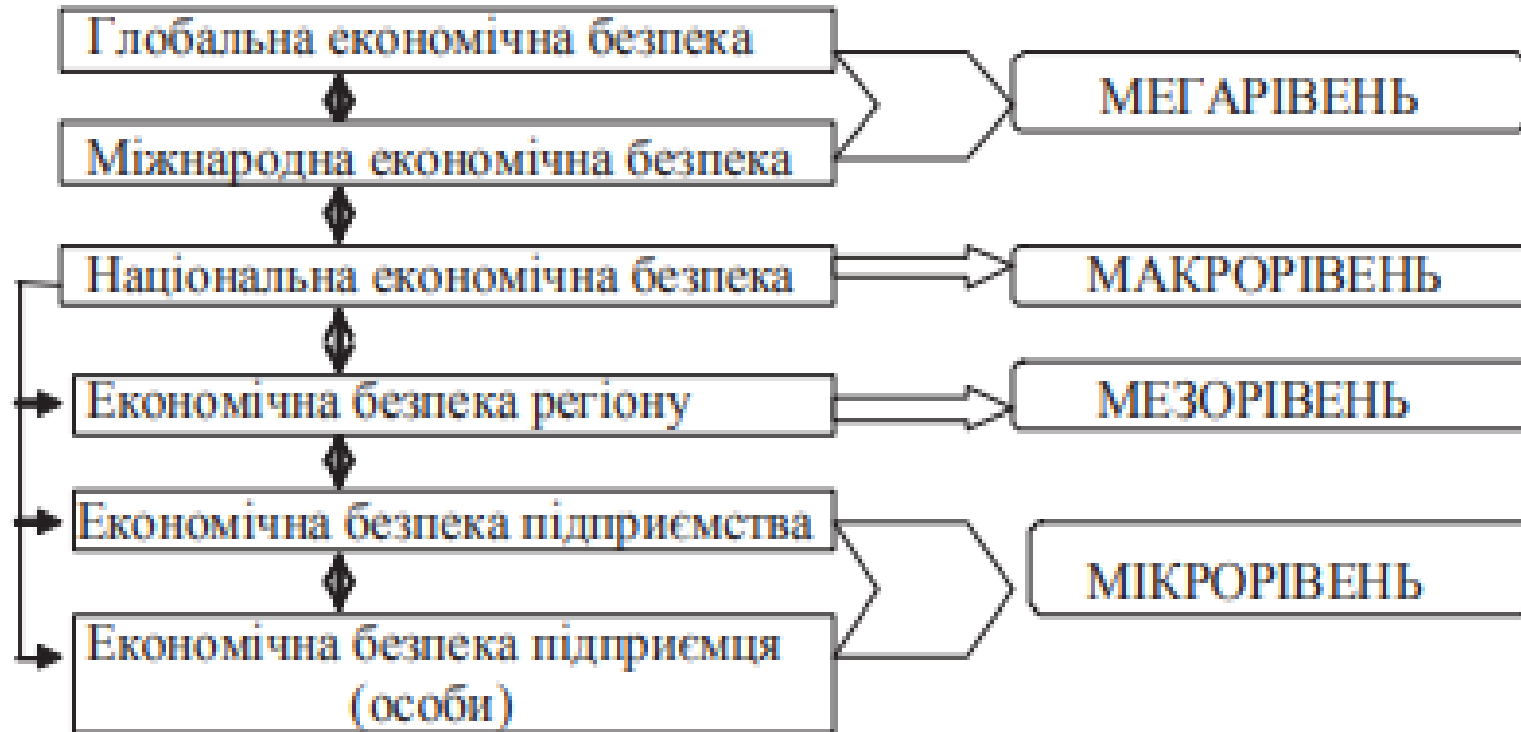 Глобальна економічна безпека
МЕГАРІВЕНЬ
Міжнародна економічна безпека
Національна економічна безпека
МАКРОРІВЕНЬ
Економічна безпека регіону
МЕЗОРІВЕНЬ
Економічна безпека підприємства
МІКРОРІВЕНЬ
Економічна безпека підприємця
(особи)